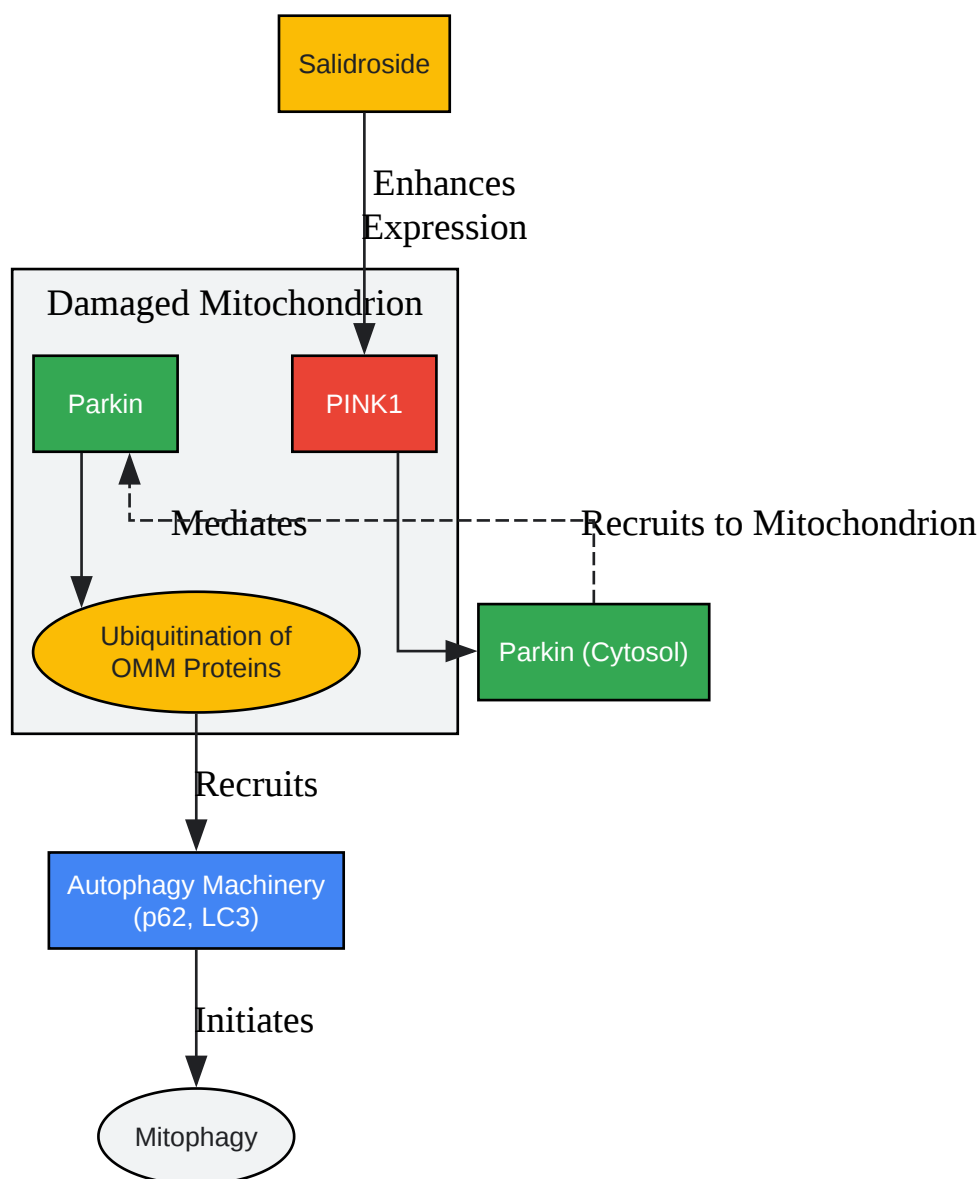 Salidroside
Enhances
Expression
Damaged Mitochondrion
Parkin
PINK1
Mediates
Recruits to Mitochondrion
Ubiquitination of
OMM Proteins
Parkin (Cytosol)
Recruits
Autophagy Machinery
(p62, LC3)
Initiates
Mitophagy